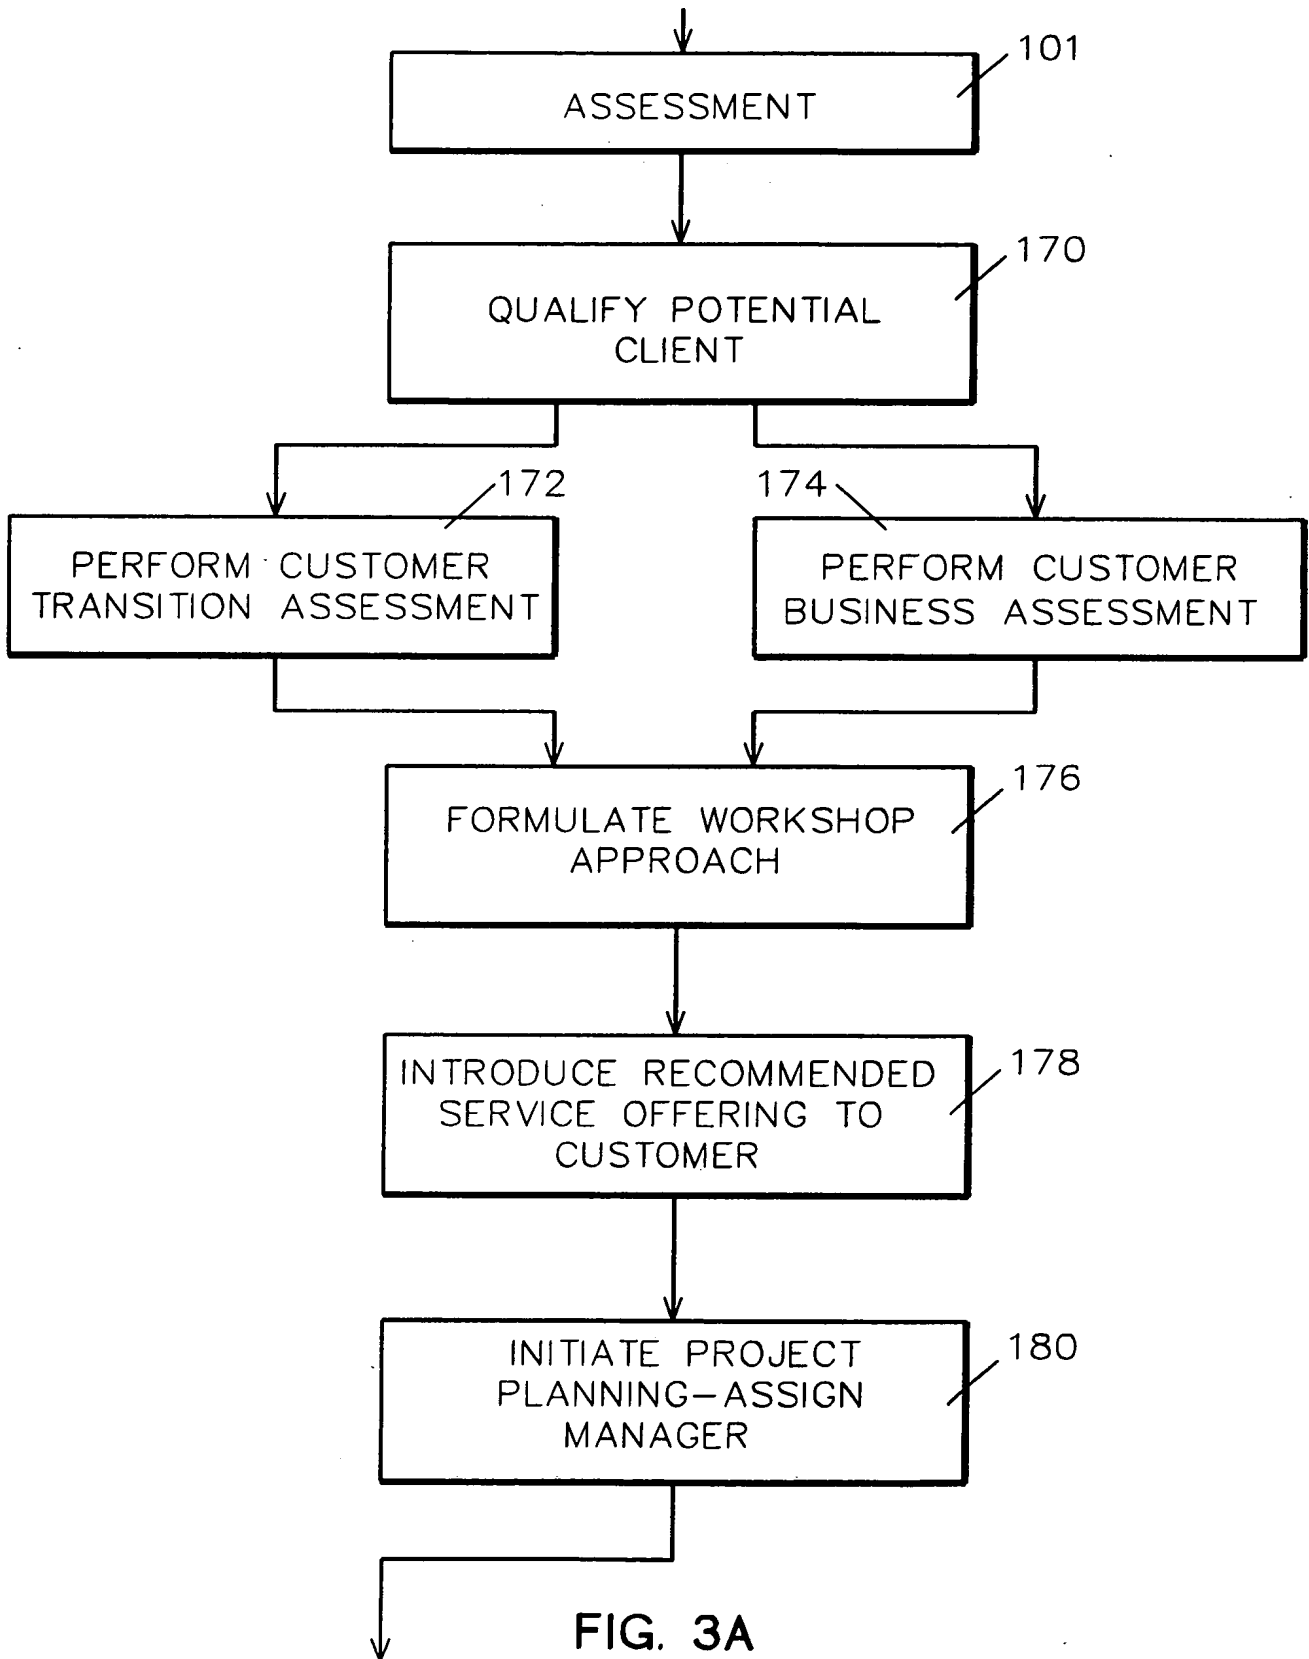 101
ASSESSMENT
170
QUALIFY POTENTIAL
CLIENT
172
174
PERFORM CUSTOMER
TRANSITION ASSESSMENT
PERFORM CUSTOMER
BUSINESS ASSESSMENT
176
FORMULATE WORKSHOP
APPROACH
178
INTRODUCE RECOMMENDED
SERVICE OFFERING TO
CUSTOMER
180
INITIATE PROJECT
PLANNING-ASSIGN
MANAGER
FIG. 3A